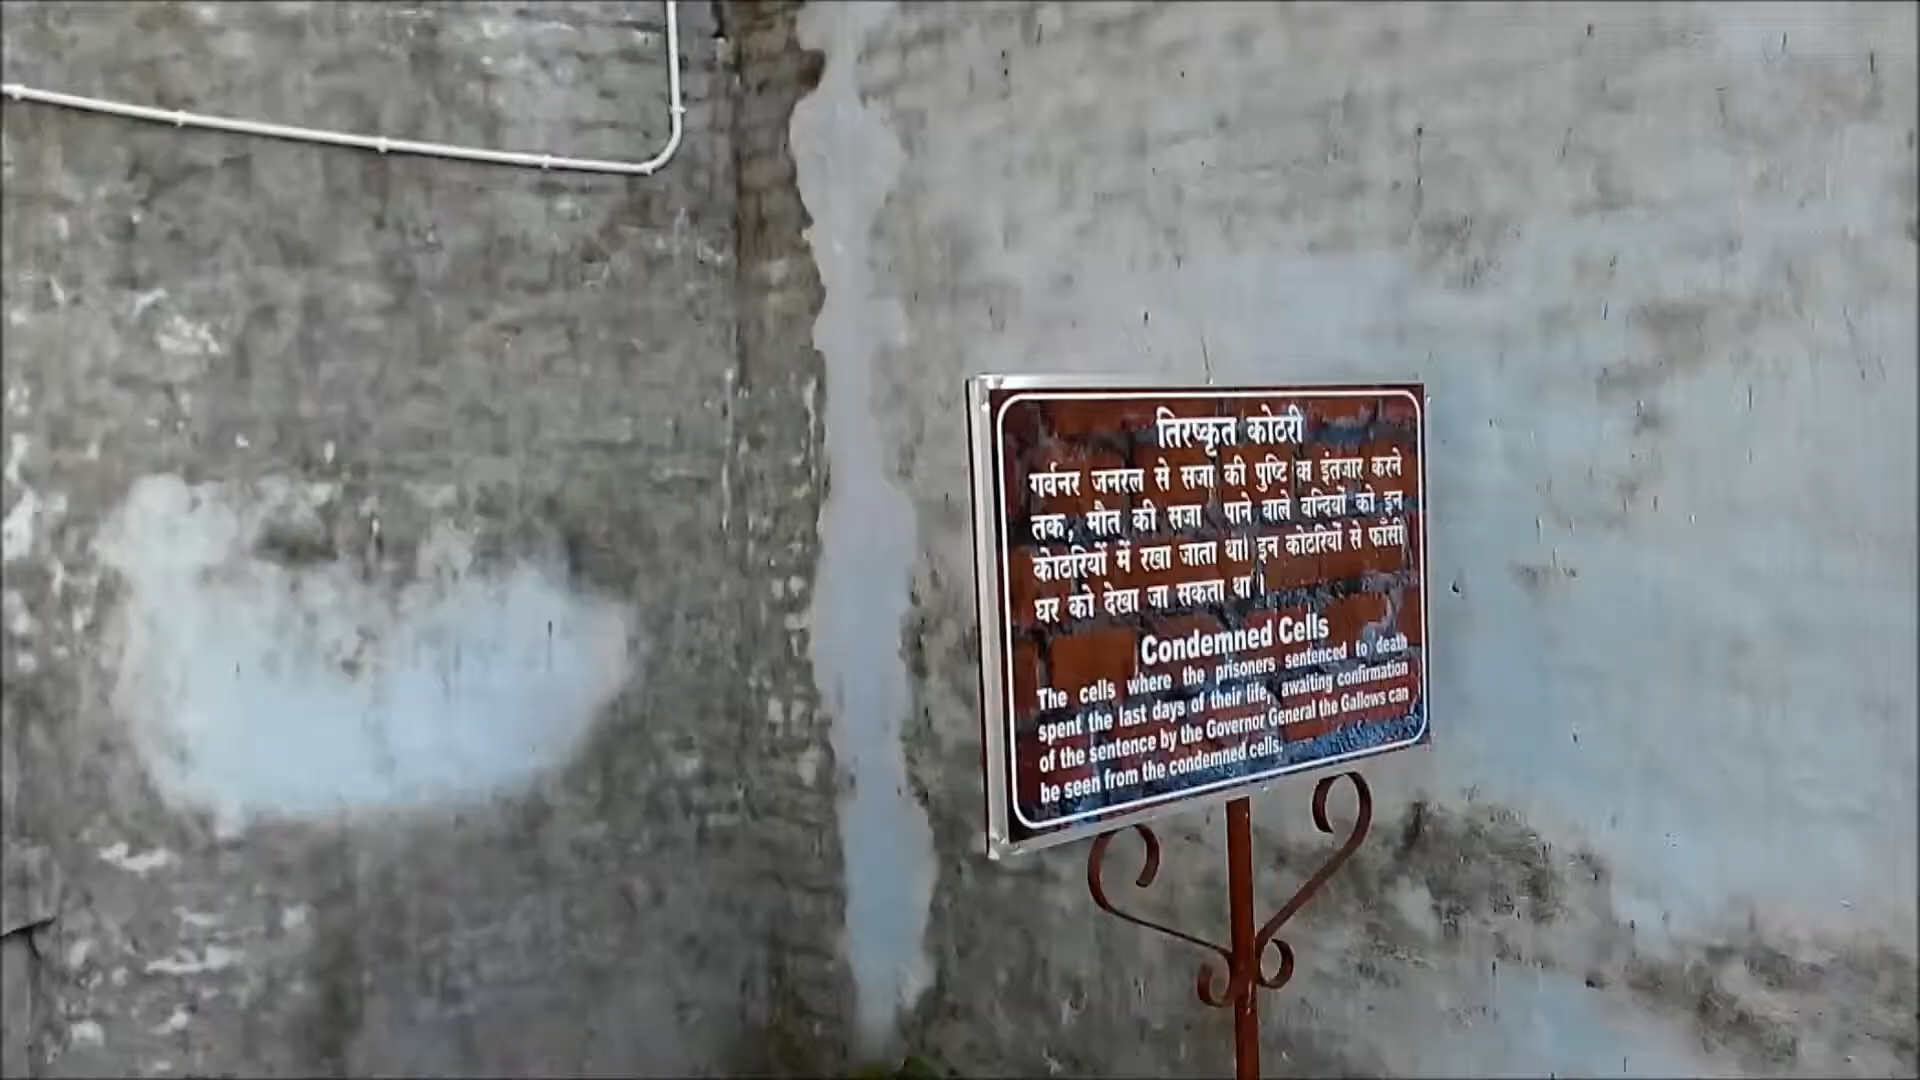 तिरष्कृत कोठरी
गर्वनर जनरल से सजा की पुष्टि का इंतजार करने
तक, मौत की सजा पाने वाले बन्दियों को इन
कोठरियों में रखा जाता था। इन कोठरियों से फाँसी
घर को देखा जा सकता था ।
Condemned Cells
The cells where the prisoners sentenced to death
spent the last days of their life, awaiting confirmation
of the sentence by the Governor General the Gallows can
be seen from the condemned cells.